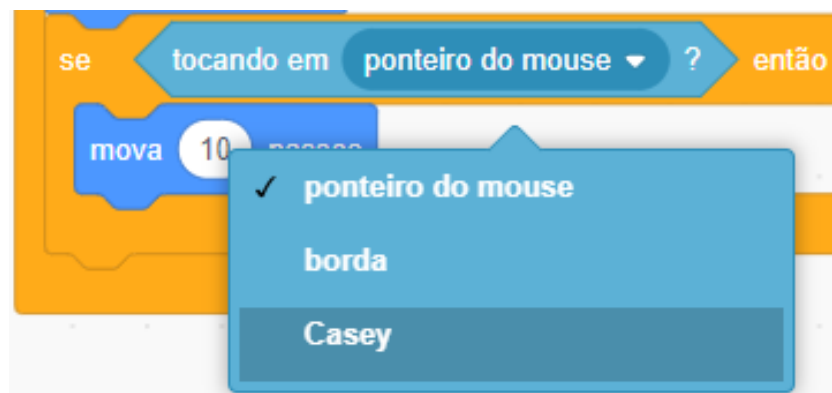 se tocando em ponteiro do mouse ? então
mova 10
✓ ponteiro do mouse
borda
Casey